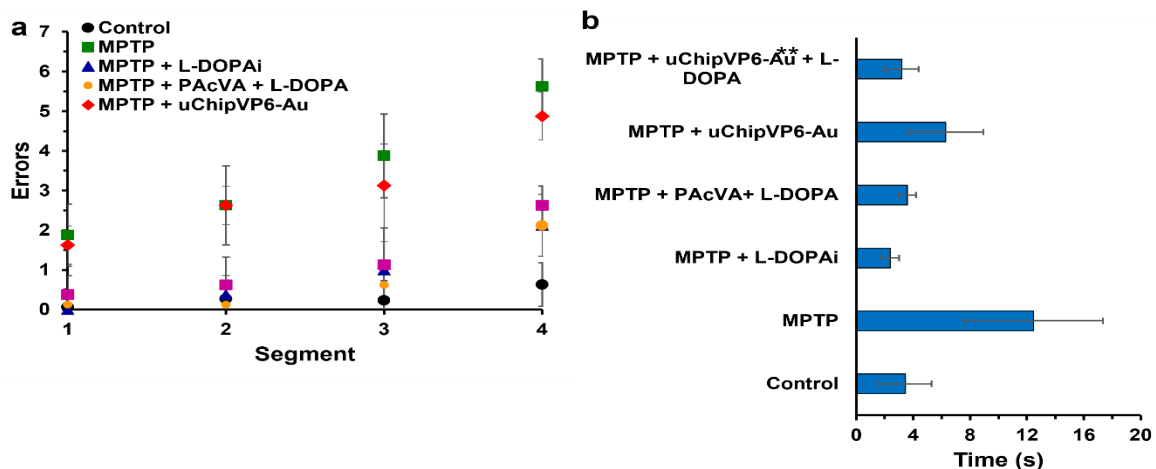 a
7
6
5
4
3
2
1
0
Errors
1 2 3 4
Segment
Control
MPTP
MPTP + L-DOPAi
MPTP + PAcVA + L-DOPA
MPTP + uChipVP6-Au
b
MPTP + uChipVP6-Au** + L-
DOPA
MPTP + uChipVP6-Au
MPTP + PAcVA+ L-DOPA
MPTP + L-DOPAi
MPTP
Control
0 4 8 12 16 20
Time (s)